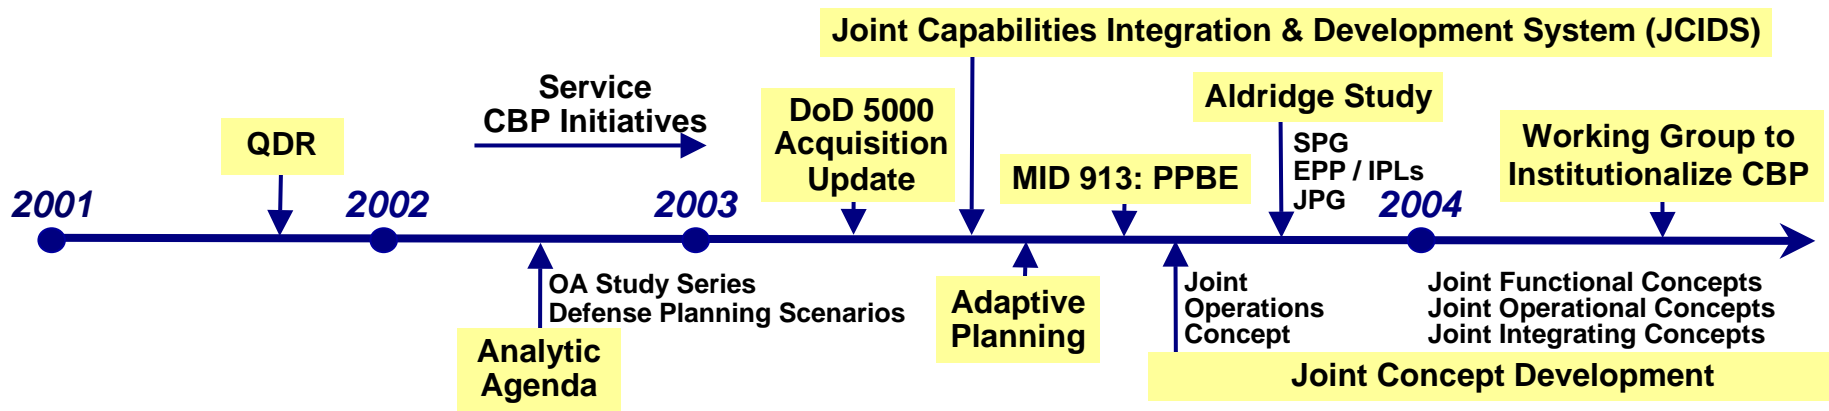 Joint Capabilities Integration & Development System (JCIDS)
Service
CBP Initiatives
QDR
DoD 5000
Acquisition
Update
MID 913: PPBE
Aldridge Study
SPG
EPP / IPLs
JPG
Working Group to
Institutionalize CBP
2001
2002
2003
2004
OA Study Series
Defense Planning Scenarios
Analytic
Agenda
Adaptive
Planning
Joint
Operations
Concept
Joint Functional Concepts
Joint Operational Concepts
Joint Integrating Concepts
Joint Concept Development